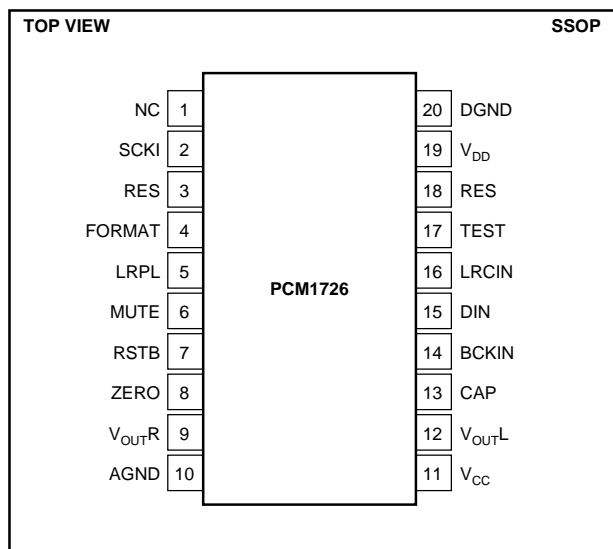 TOP VIEW SSOP
NC 1 20 DGND
SCKI 2 19 VDD
RES 3 18 RES
FORMAT 4 17 TEST
LRPL 5 16 LRCIN
PCM1726
MUTE 6 15 DIN
RSTB 7 14 BCKIN
ZERO 8 13 CAP
VOUTR 9 12 VOUTL
AGND 10 11 VCC